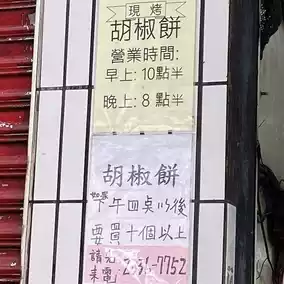 現烤
胡椒餅
營業時間:
早上:10點半
晚上:8點半
胡椒餅
如果
下午四点以後
要買十個以上
請先
來電:2331-7752